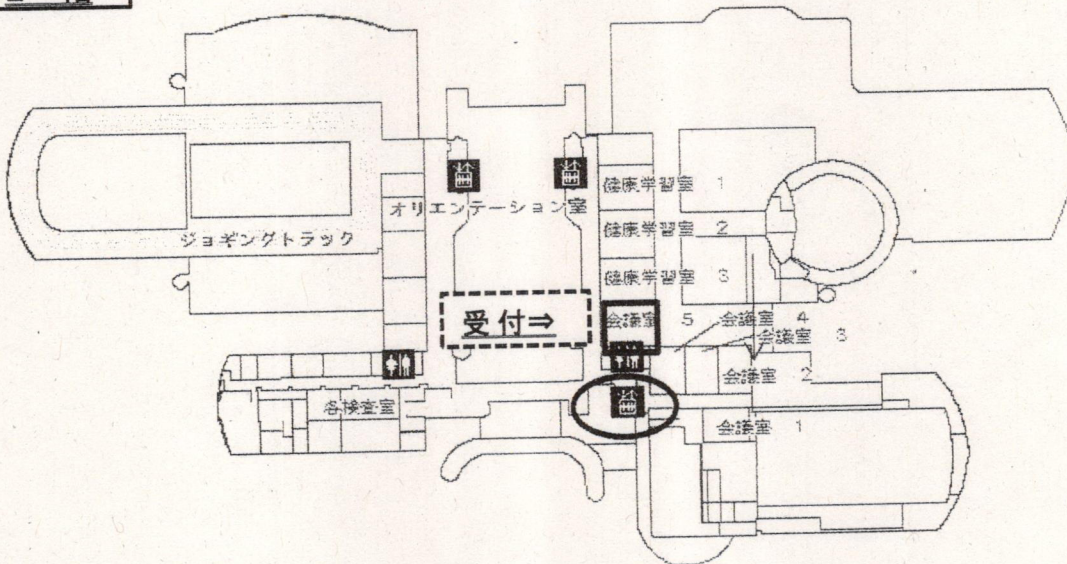 健康学習室 1
オリエンテーション室
健康学習室 2
ジョギングトラック
健康学習室 3
受付⇒
会議室 5
会議室 4
会議室 3
会議室 2
各検査室
会議室 1